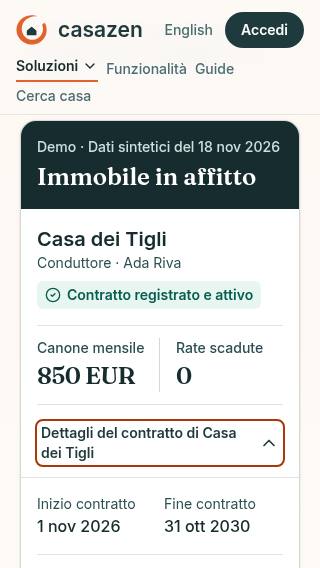 casazen
English
Accedi
Soluzioni
Funzionalità
Guide
Cerca casa
Demo · Dati sintetici del 18 nov 2026
Immobile in affitto
Casa dei Tigli
Conduttore · Ada Riva
Contratto registrato e attivo
Canone mensile
850 EUR
Rate scadute
0
Dettagli del contratto di Casa
dei Tigli
Inizio contratto
1 nov 2026
Fine contratto
31 ott 2030